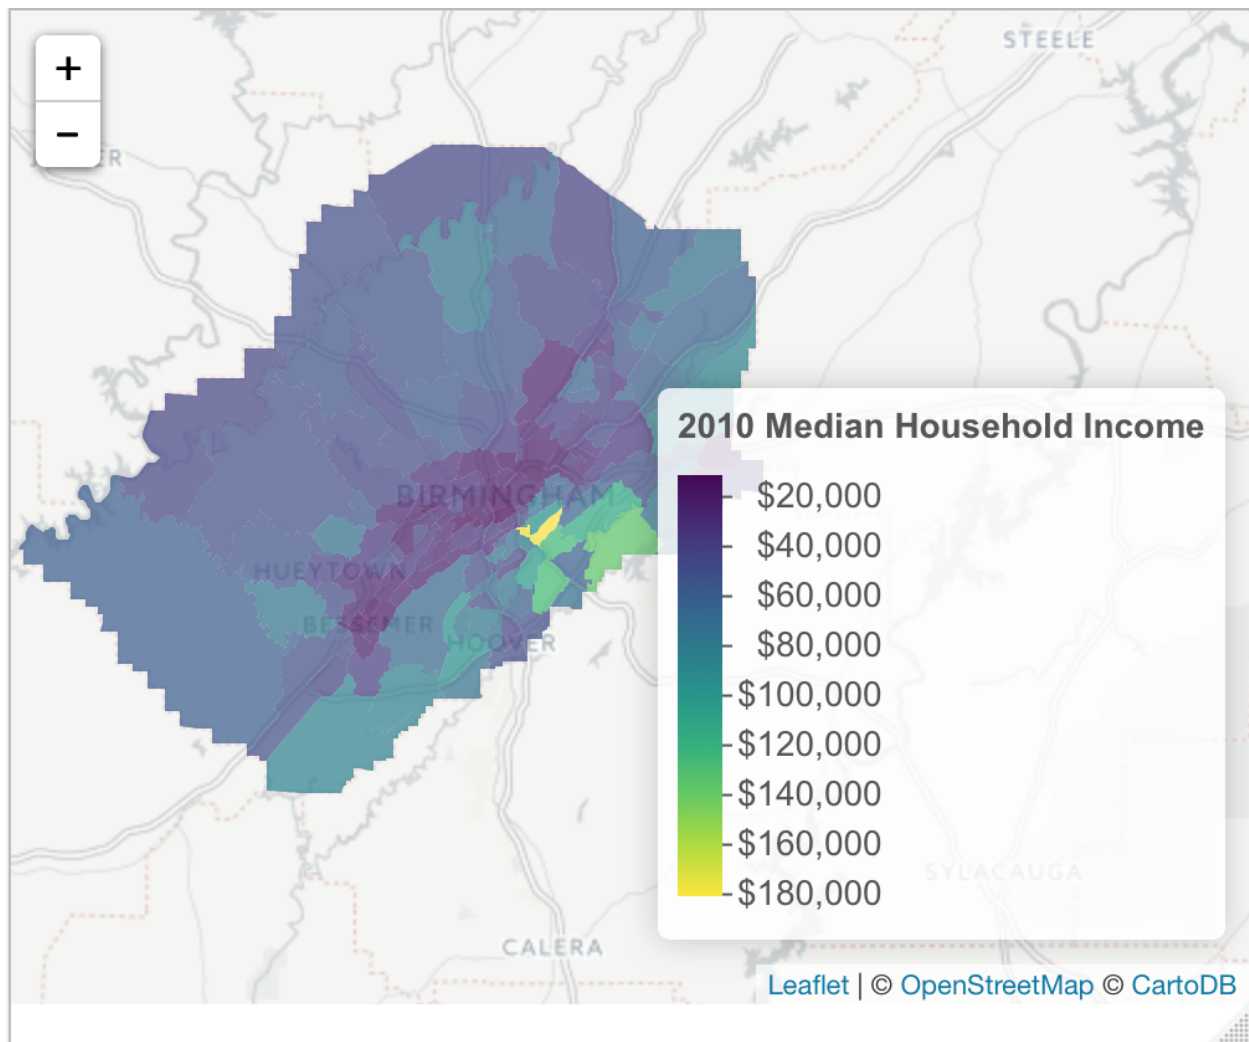 STEELE
+
−
ER
2010 Median Household Income
$20,000
BIRMINGHAM
$40,000
HUEYTOWN
$60,000
BESSEMER
HOOVER
$80,000
$100,000
$120,000
$140,000
$160,000
SYLACAUGA
$180,000
CALERA
Leaflet | © OpenStreetMap © CartoDB